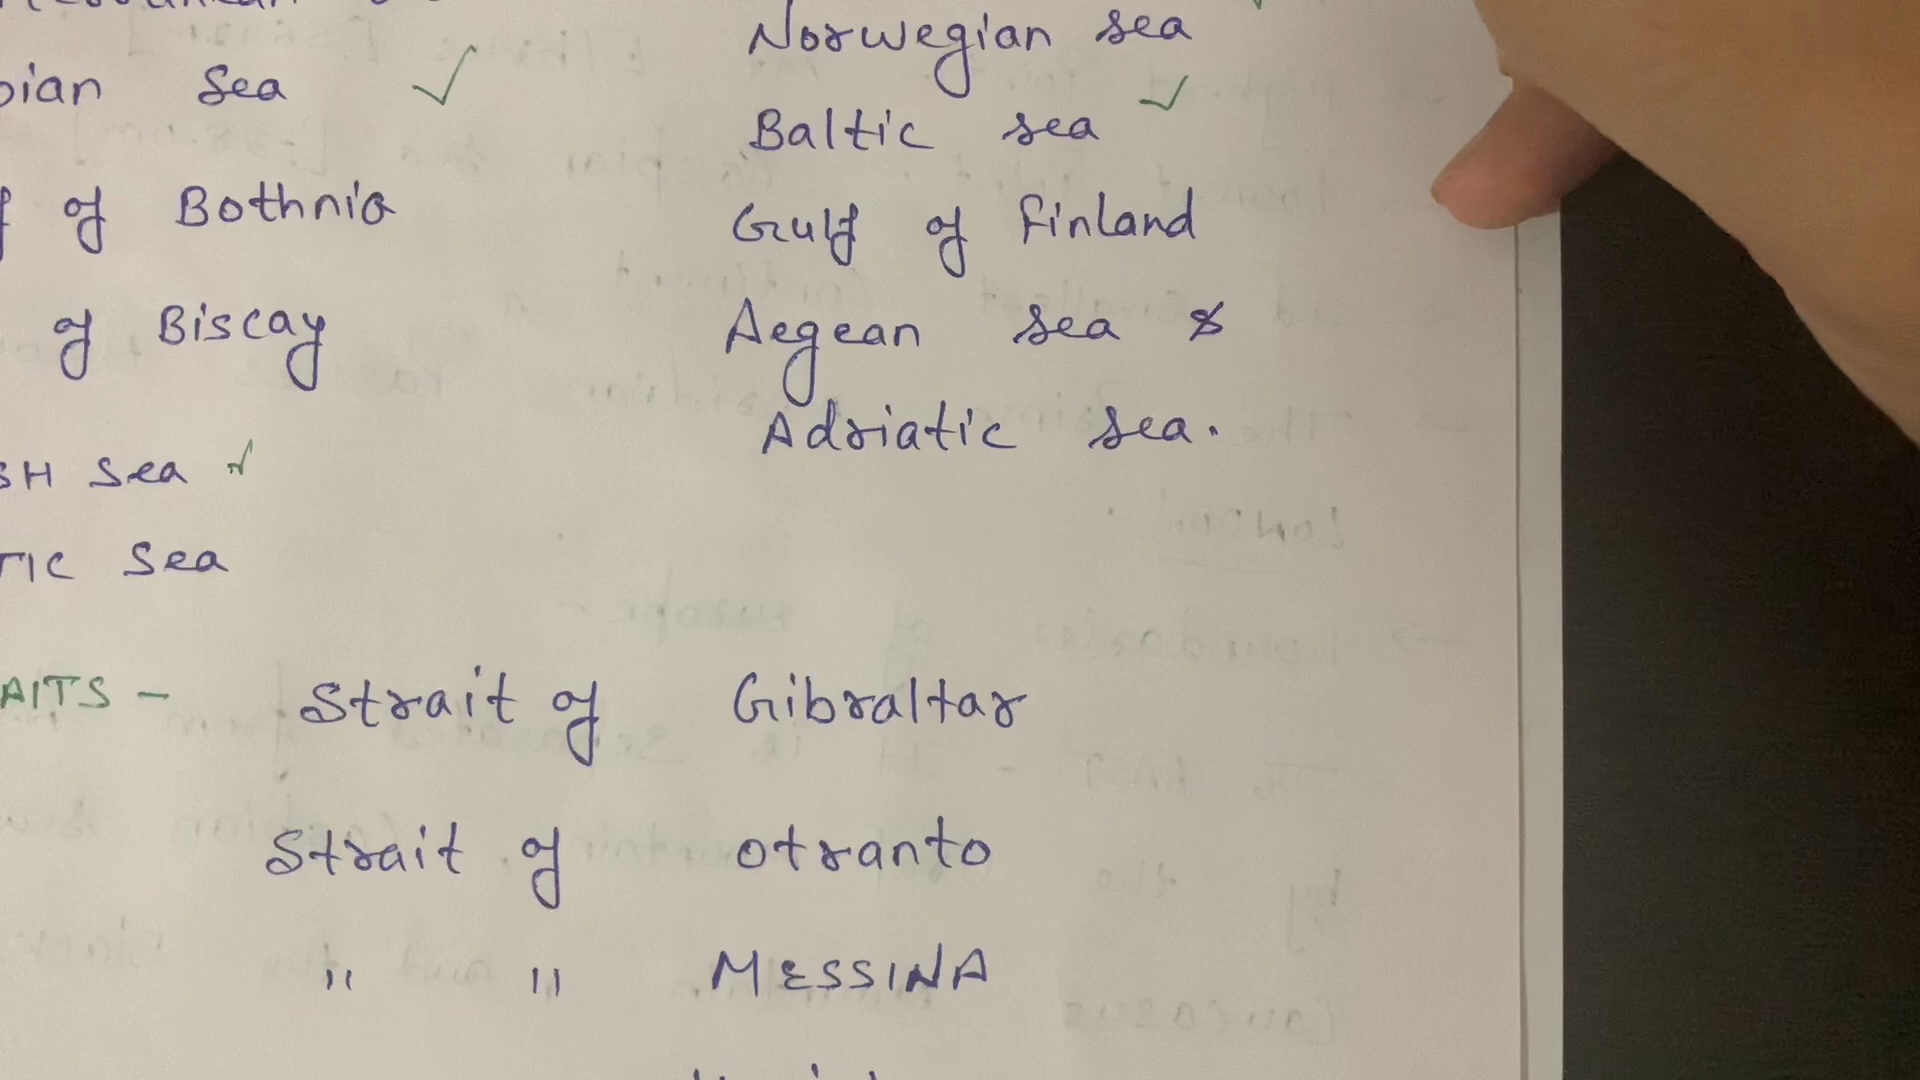 Norwegian sea
Sea
Baltic sea
of Bothnia
Gulf of Finland
of Biscay
Aegean sea &
Adriatic sea.
SH Sea
TIC Sea
AITS - Strait of Gibraltar
Strait of Otranto
" " MESSINA